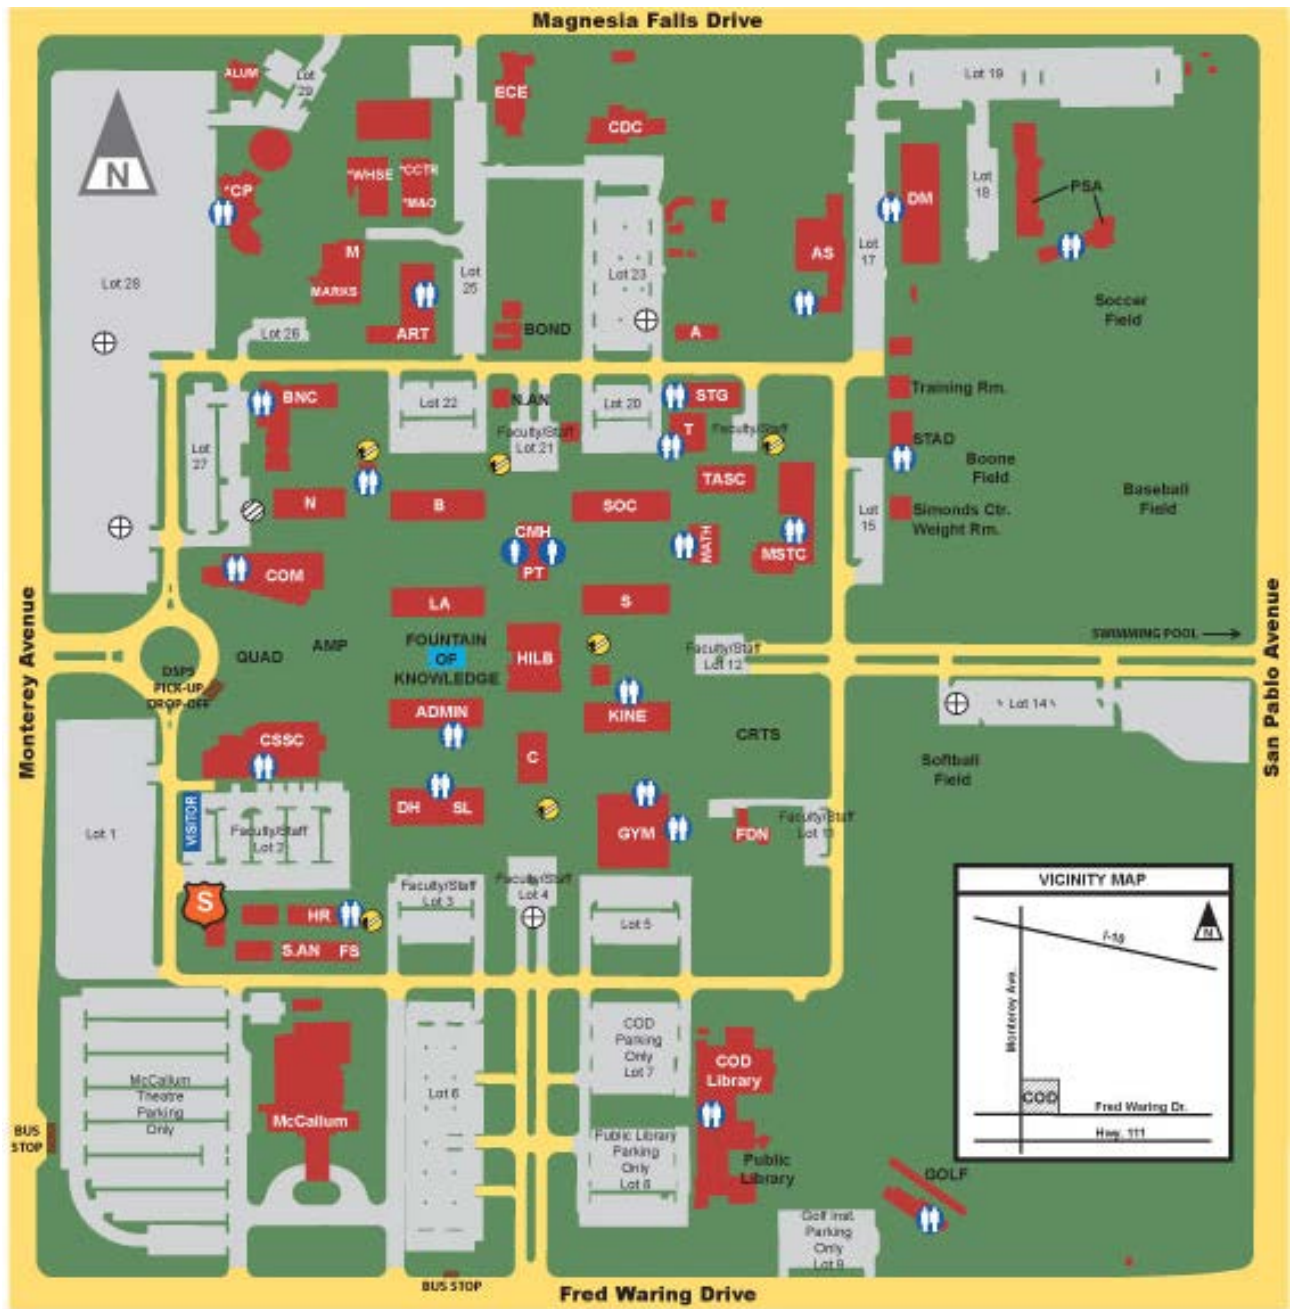 Magnesia Falls Drive
ALUM
Lot
29
ECE
CDC
Lot 19
N
*CP
*WHSE
*CCTR
*M&O
Lot
18
PSA
DM
M
MARKS
Lot 28
Lot
25
Lot 23
AS
Lot
17
Soccer
Field
Lot 26
ART
BOND
A
BNC
Lot 22
N.AN
Lot 20
STG
Training Rm.
Lot
27
Faculty/Staff
Lot 21
T
Faculty/Staff
STAD
Boone
Field
TASC
Baseball
Field
N
B
SOC
Lot
15
Simonds Ctr.
Weight Rm.
CMH
PT
MATH
MSTC
COM
LA
S
Monterey Avenue
San Pablo Avenue
QUAD
AMP
FOUNTAIN
OF
KNOWLEDGE
HILB
Faculty/Staff
Lot 12
SWIMMING POOL
DSPS
PICK-UP
DROP-OFF
ADMIN
KINE
Lot 14
CSSC
C
CRTS
Softball
Field
DH
SL
Lot 1
VISITOR
Faculty/Staff
Lot 2
GYM
FDN
Faculty/Staff
Lot 11
Faculty/Staff
Lot 3
Faculty/Staff
Lot 4
Lot 5
S
HR
S.AN
FS
VICINITY MAP
I-10
N
Monterey Ave.
COD
Fred Waring Dr.
Hwy. 111
COD
Parking
Only
Lot 7
COD
Library
McCallum
Theatre
Parking
Only
McCallum
Lot 6
BUS
STOP
Public Library
Parking
Only
Lot 8
Public
Library
GOLF
Golf Inst.
Parking
Only
Lot 9
BUS STOP
Fred Waring Drive